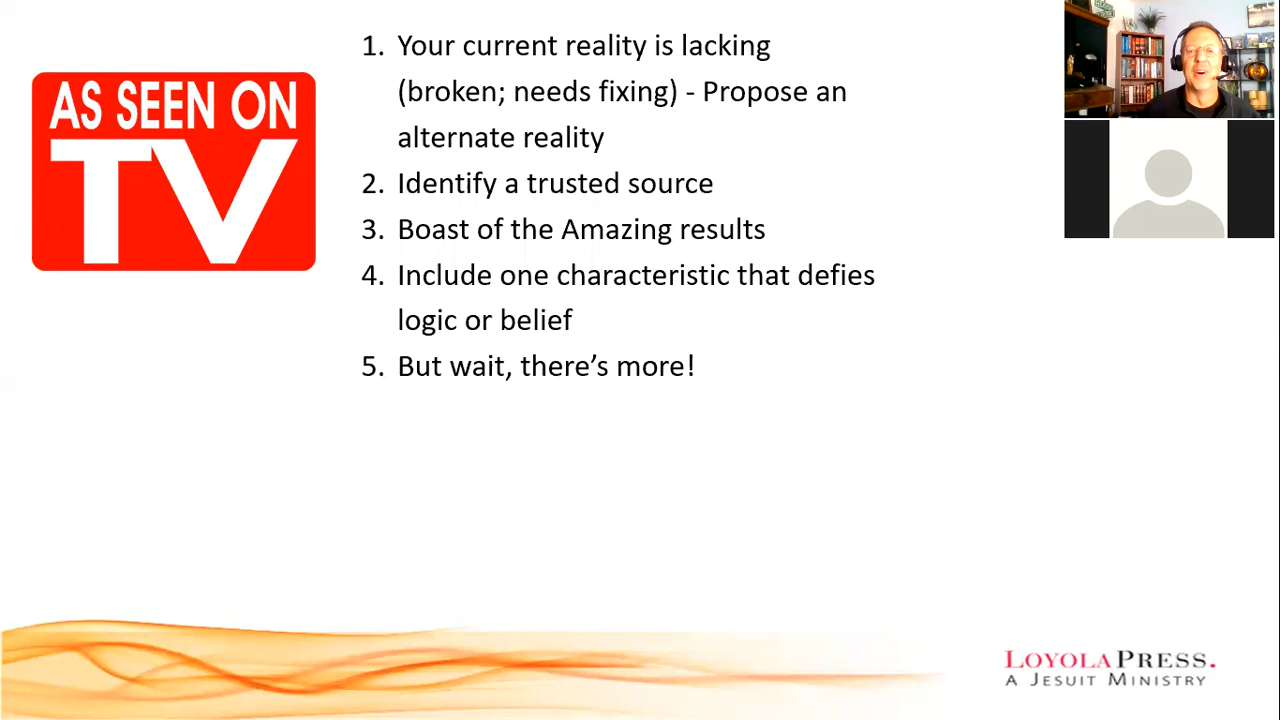 AS SEEN ON
TV
1. Your current reality is lacking
(broken; needs fixing) - Propose an
alternate reality
2. Identify a trusted source
3. Boast of the Amazing results
4. Include one characteristic that defies
logic or belief
5. But wait, there’s more!
LOYOLA PRESS.
A JESUIT MINISTRY